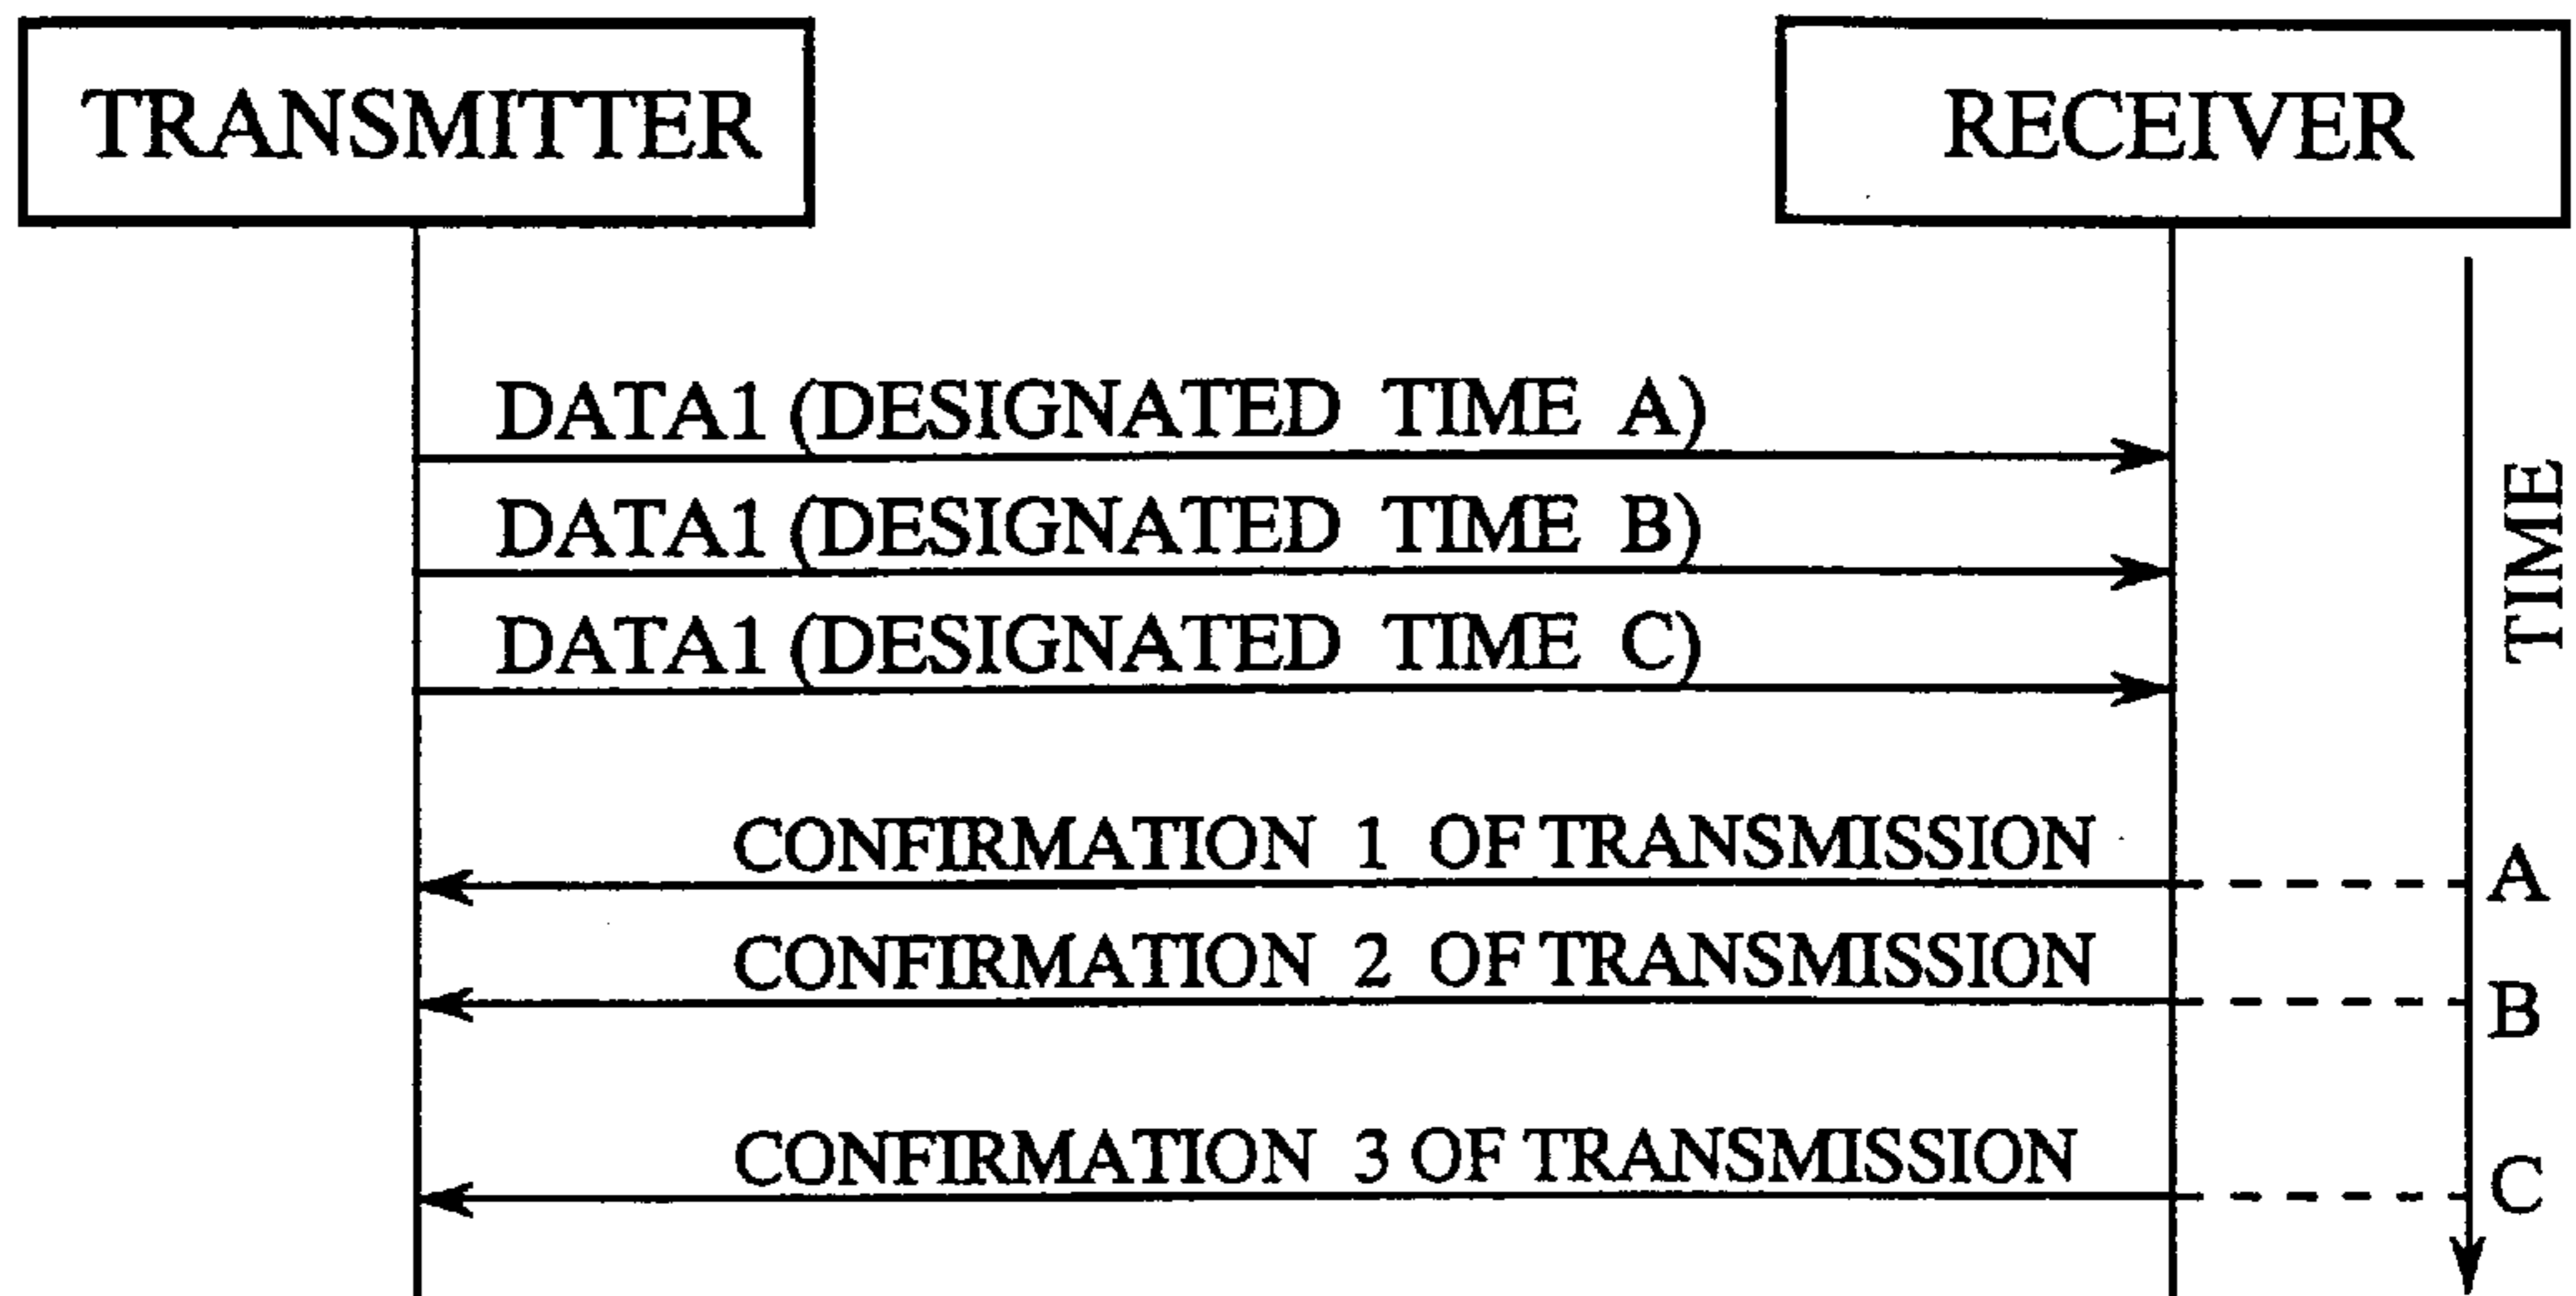 TRANSMITTER
RECEIVER
DATA1 (DESIGNATED TIME A)
DATA1 (DESIGNATED TIME B)
DATA1 (DESIGNATED TIME C)
TIME
CONFIRMATION 1 OF TRANSMISSION
A
CONFIRMATION 2 OF TRANSMISSION
B
CONFIRMATION 3 OF TRANSMISSION
C